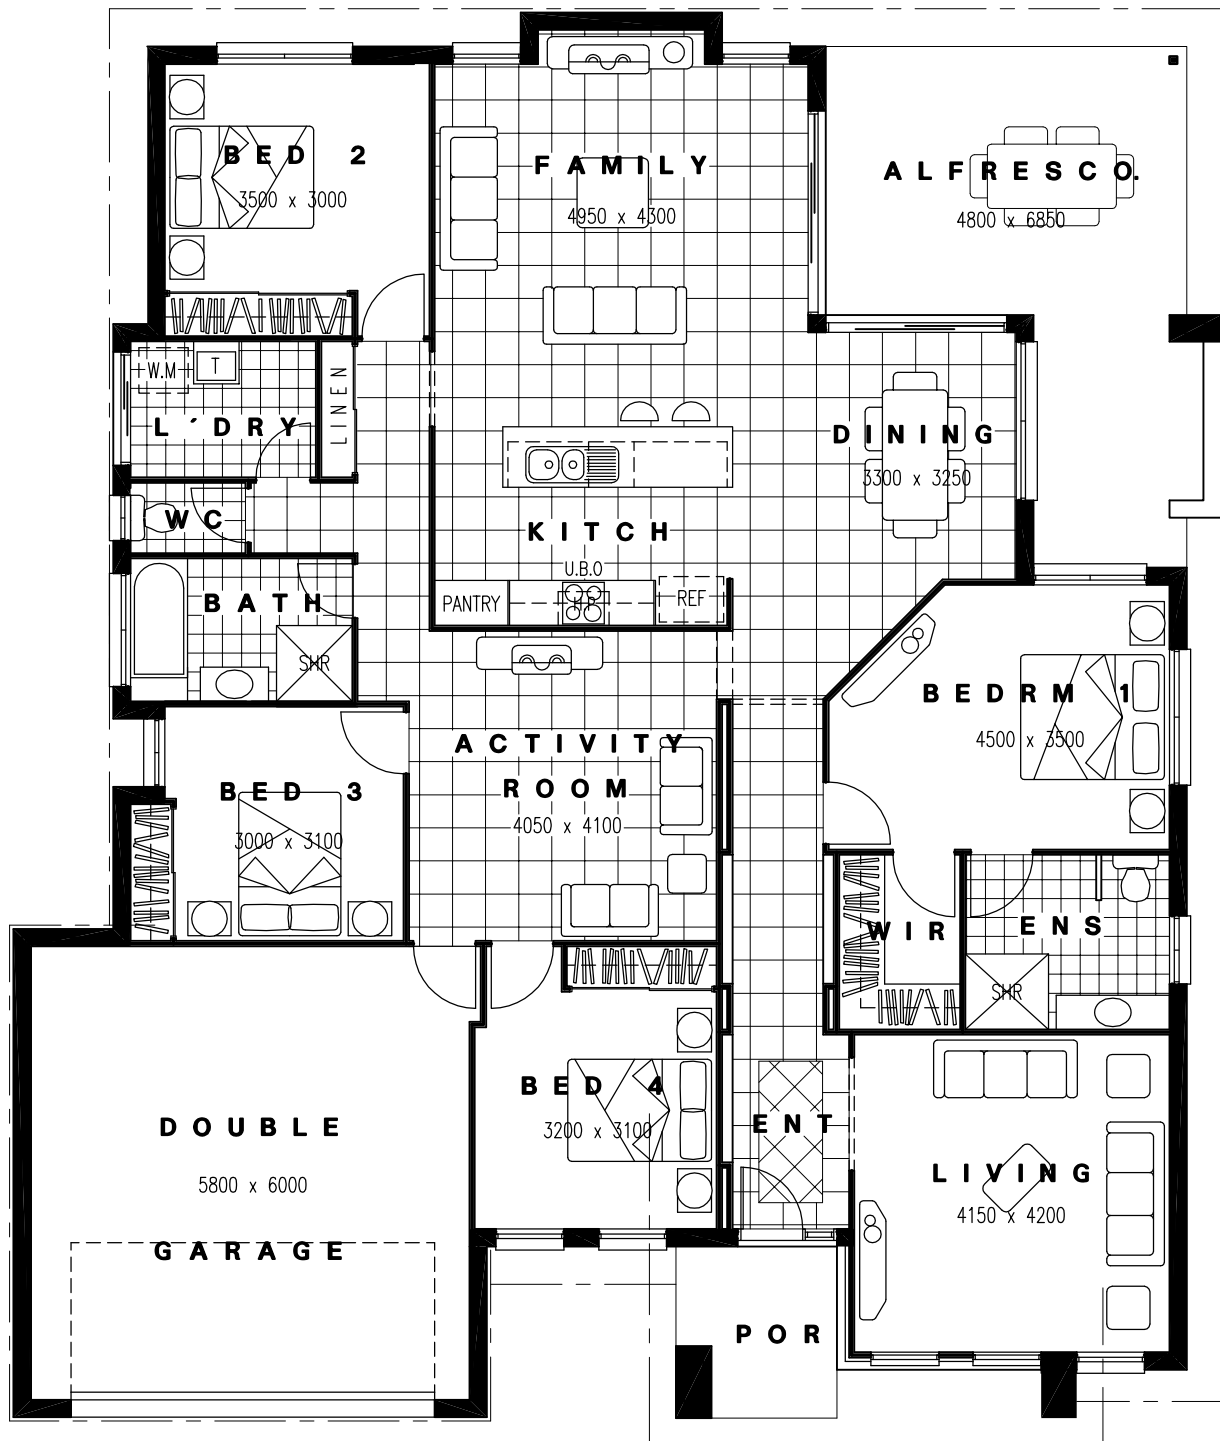 BED 2
3500 x 3000
FAMILY
4950 x 4300
ALFRESCO.
4800 x 6850
W.M
T
LINEN
L´DRY
DINING
3300 x 3250
WC
KITCH
U.B.O
PANTRY
H.P
REF
BATH
SHR
BEDRM 1
4500 x 3500
ACTIVITY
ROOM
4050 x 4100
BED 3
3000 x 3100
WIR
ENS
SHR
BED 4
3200 x 3100
ENT
DOUBLE
5800 x 6000
GARAGE
LIVING
4150 x 4200
POR